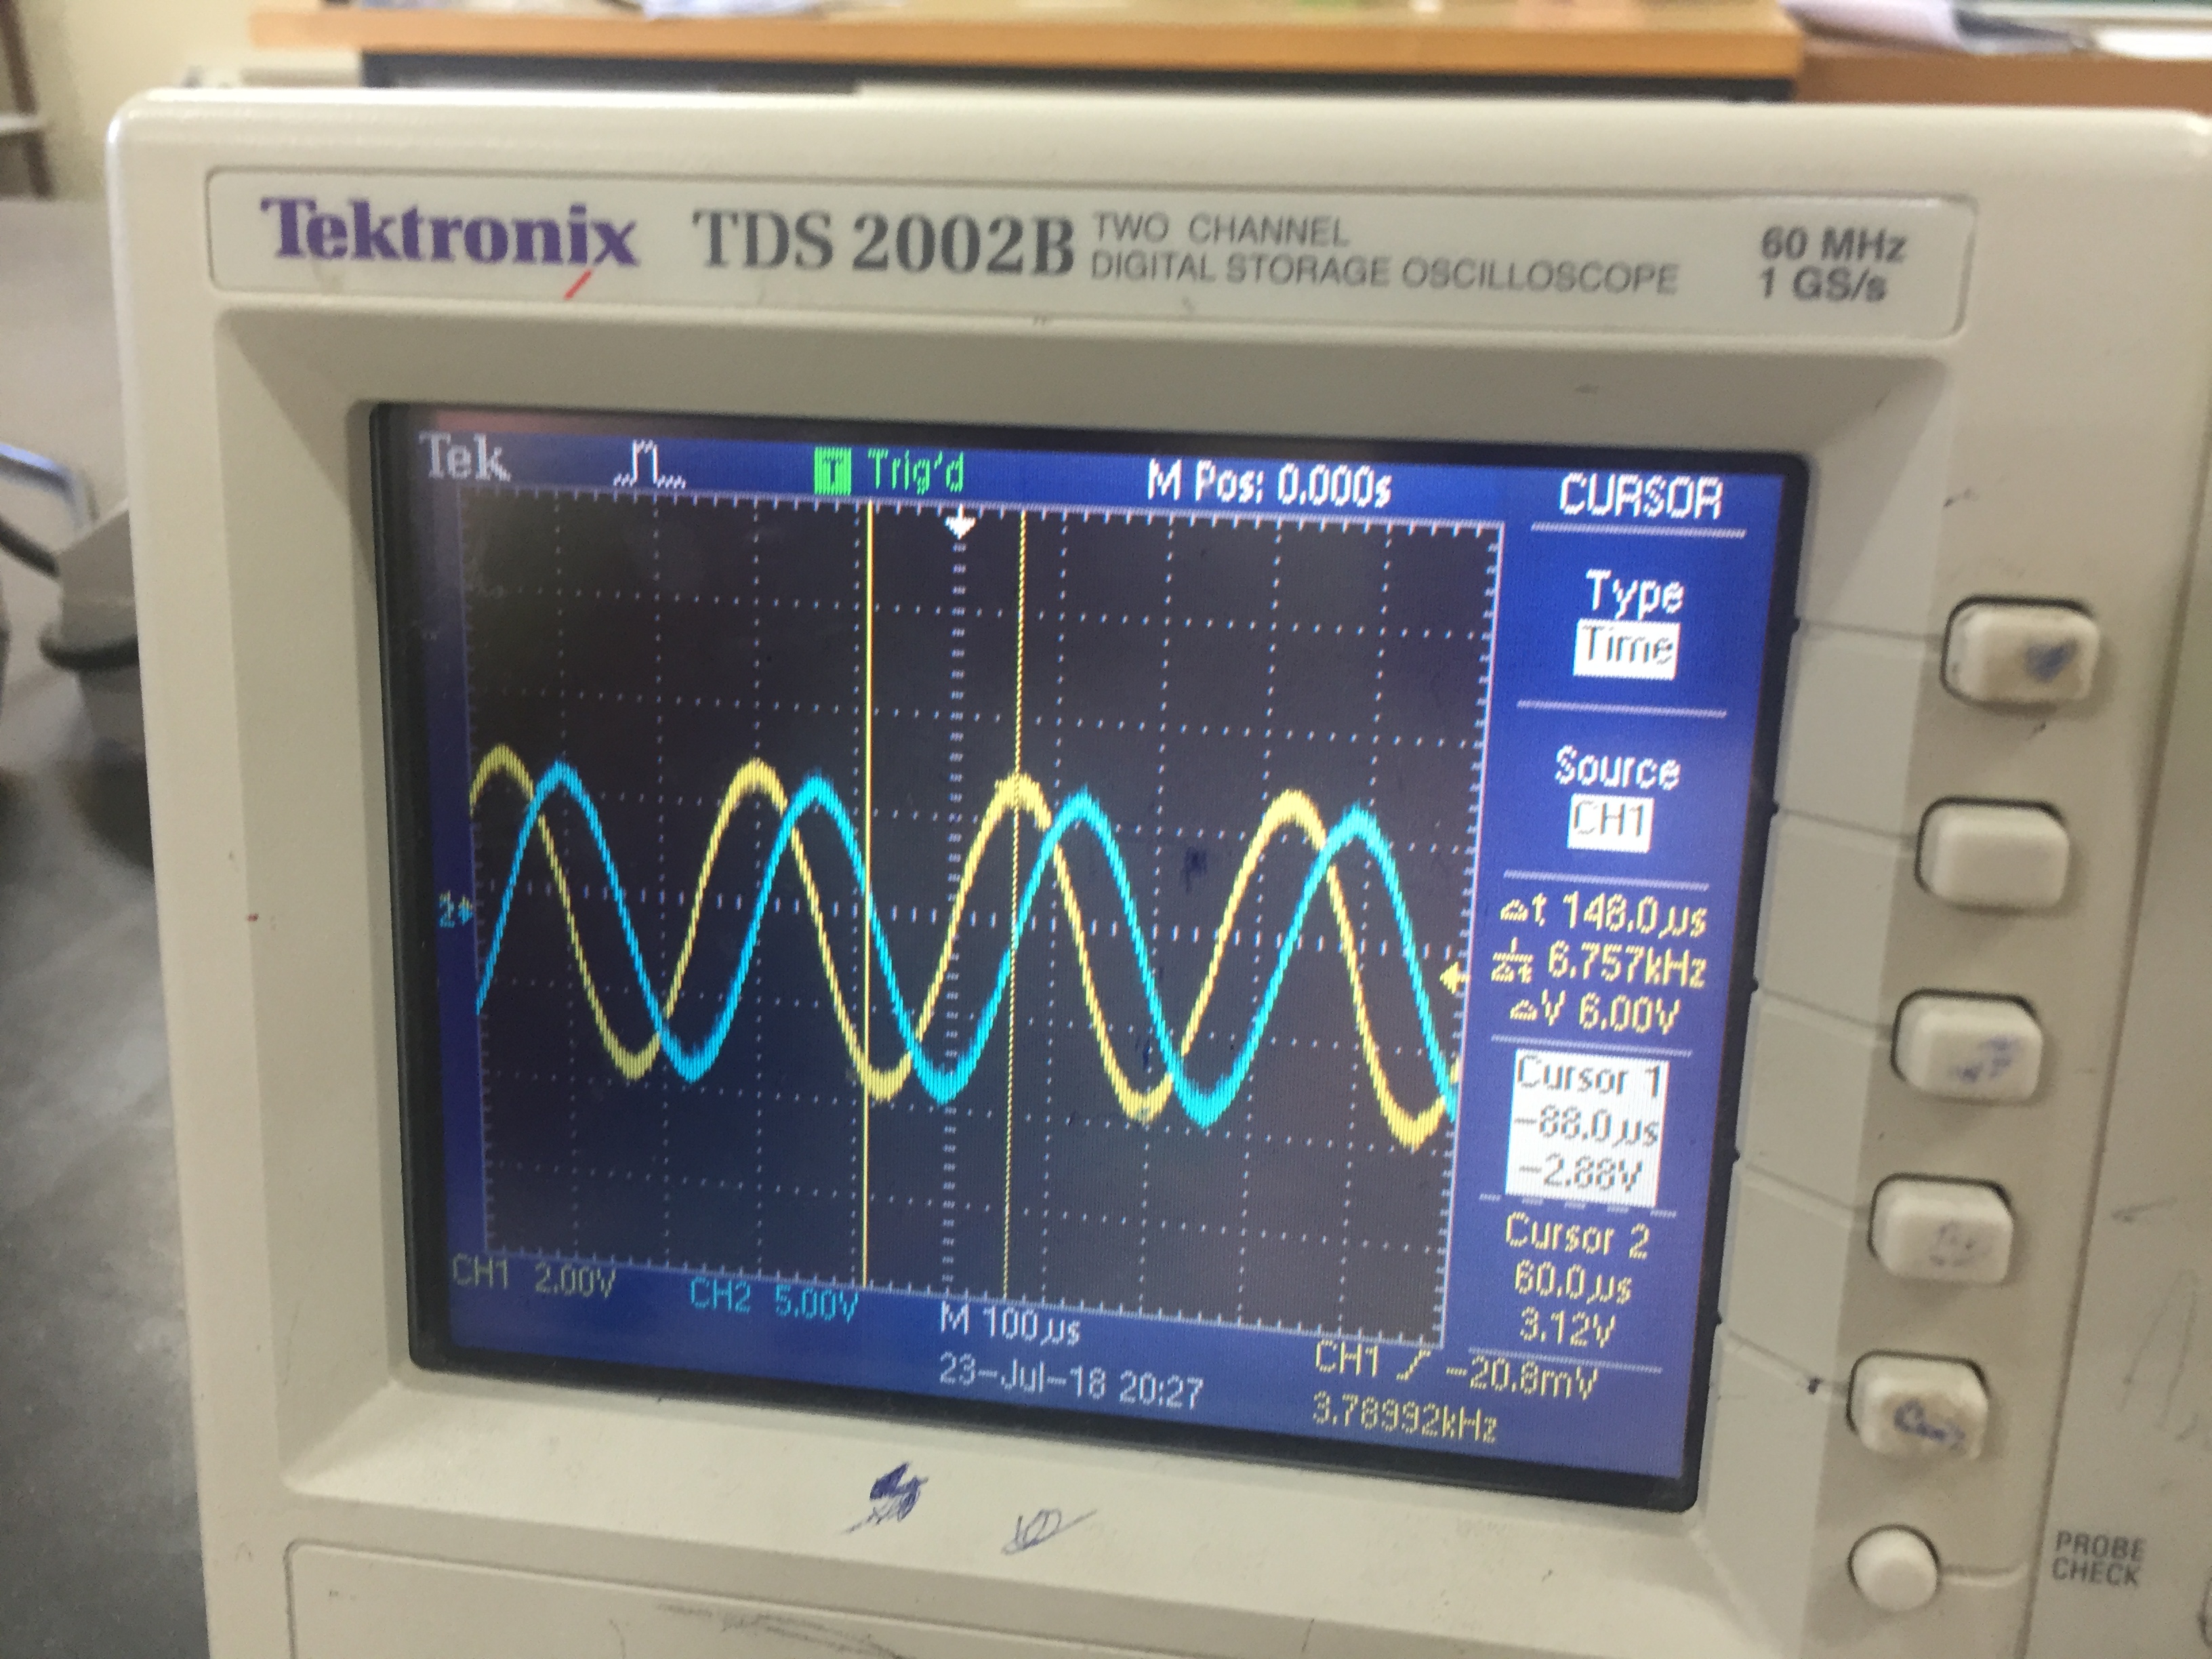 Tektronix TDS 2002B TWO CHANNEL DIGITAL STORAGE OSCILLOSCOPE
60 MHz
1 GS/s
Tek Trig'd M Pos: 0.000s CURSOR
T
Type
Time
Source
CH1
2
Δt 148.0µs
1/Δt 6.757kHz
ΔV 6.00V
Cursor 1
-88.0µs
-2.88V
Cursor 2
60.0µs
3.12V
CH1 2.00V CH2 5.00V M 100µs CH1 -20.8mV
23-Jul-18 20:27 3.78992kHz
PROBE
CHECK